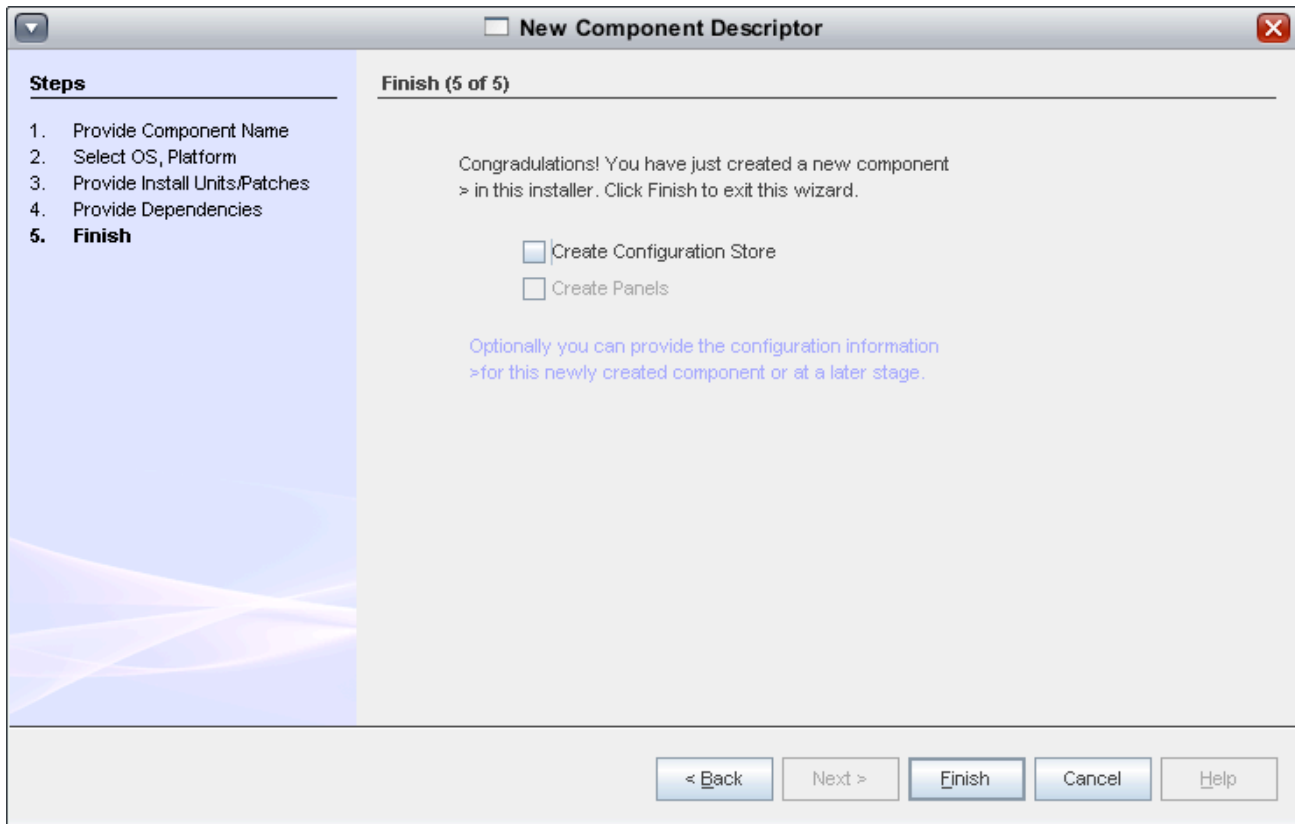 New Component Descriptor
Steps
1. Provide Component Name
2. Select OS, Platform
3. Provide Install Units/Patches
4. Provide Dependencies
5. Finish
Finish (5 of 5)
Congradulations! You have just created a new component
> in this installer. Click Finish to exit this wizard.
Create Configuration Store
Create Panels
Optionally you can provide the configuration information
>for this newly created component or at a later stage.
< Back
Next >
Finish
Cancel
Help